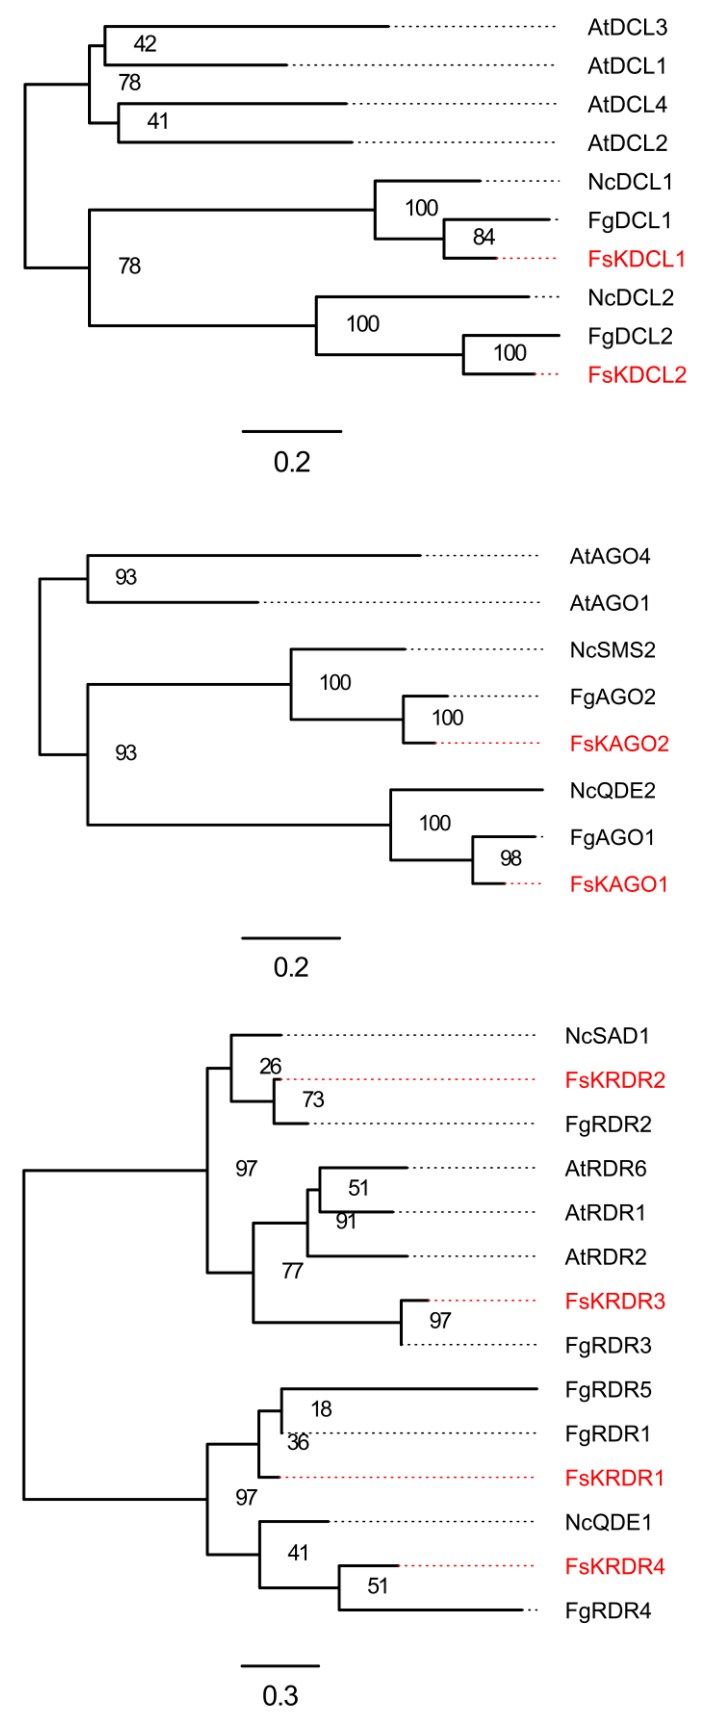 AtDCL3
42
AtDCL1
78
AtDCL4
41
AtDCL2
NcDCL1
100
FgDCL1
84
FsKDCL1
78
NcDCL2
100
FgDCL2
100
FsKDCL2
0.2
AtAGO4
93
AtAGO1
NcSMS2
100
FgAGO2
100
FsKAGO2
93
NcQDE2
100
FgAGO1
98
FsKAGO1
0.2
NcSAD1
26
FsKRDR2
73
FgRDR2
97
AtRDR6
51
AtRDR1
91
AtRDR2
77
FsKRDR3
97
FgRDR3
FgRDR5
18
FgRDR1
36
FsKRDR1
97
NcQDE1
41
FsKRDR4
51
FgRDR4
0.3